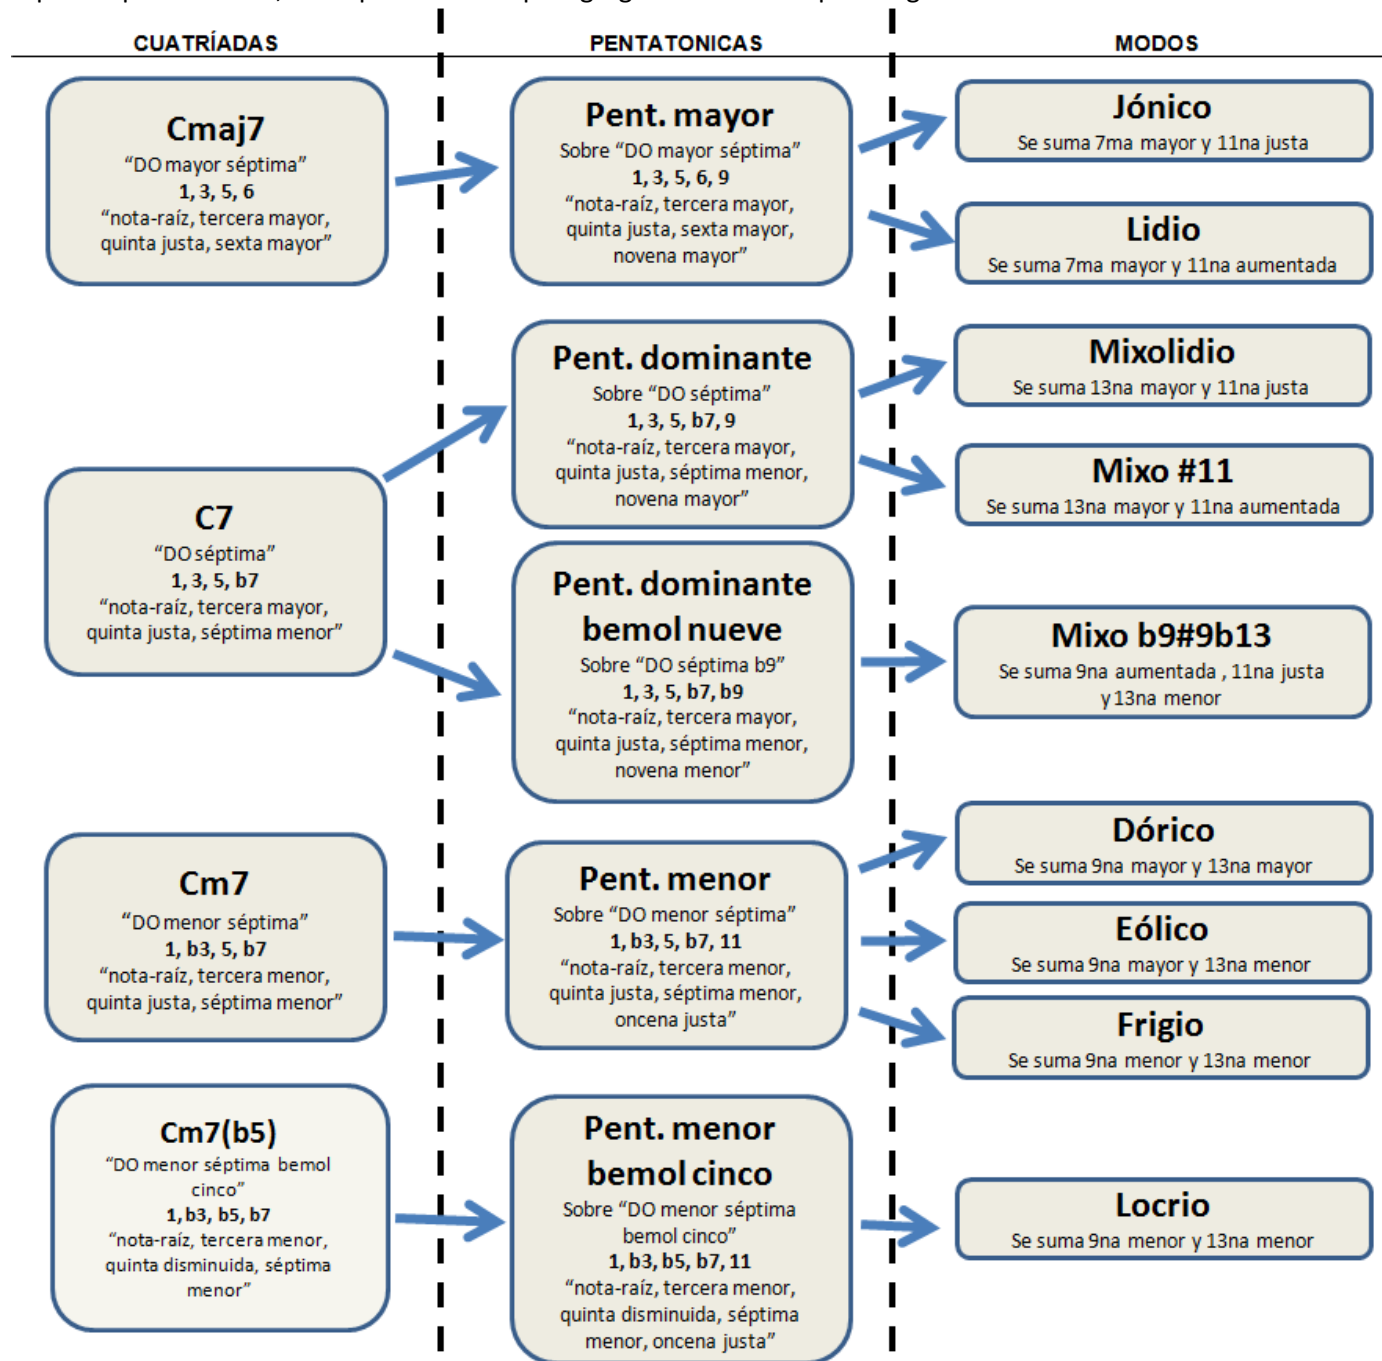 CUATRÍADAS
PENTATONICAS
MODOS
Cmaj7
“DO mayor séptima”
1, 3, 5, 6
“nota-raíz, tercera mayor,
quinta justa, sexta mayor”
Pent. mayor
Sobre “DO mayor séptima”
1, 3, 5, 6, 9
“nota-raíz, tercera mayor,
quinta justa, sexta mayor,
novena mayor”
Jónico
Se suma 7ma mayor y 11na justa
Lidio
Se suma 7ma mayor y 11na aumentada
C7
“DO séptima”
1, 3, 5, b7
“nota-raíz, tercera mayor,
quinta justa, séptima menor”
Pent. dominante
Sobre “DO séptima”
1, 3, 5, b7, 9
“nota-raíz, tercera mayor,
quinta justa, séptima menor,
novena mayor”
Mixolidio
Se suma 13na mayor y 11na justa
Mixo #11
Se suma 13na mayor y 11na aumentada
Pent. dominante
bemol nueve
Sobre “DO séptima b9”
1, 3, 5, b7, b9
“nota-raíz, tercera mayor,
quinta justa, séptima menor,
novena menor”
Mixo b9#9b13
Se suma 9na aumentada , 11na justa
y 13na menor
Cm7
“DO menor séptima”
1, b3, 5, b7
“nota-raíz, tercera menor,
quinta justa, séptima menor”
Pent. menor
Sobre “DO menor séptima”
1, b3, 5, b7, 11
“nota-raíz, tercera menor,
quinta justa, séptima menor,
oncena justa”
Dórico
Se suma 9na mayor y 13na mayor
Eólico
Se suma 9na mayor y 13na menor
Frigio
Se suma 9na menor y 13na menor
Cm7(b5)
“DO menor séptima bemol
cinco”
1, b3, b5, b7
“nota-raíz, tercera menor,
quinta disminuida, séptima
menor”
Pent. menor
bemol cinco
Sobre “DO menor séptima
bemol cinco”
1, b3, b5, b7, 11
“nota-raíz, tercera menor,
quinta disminuida, séptima
menor, oncena justa”
Locrio
Se suma 9na menor y 13na menor